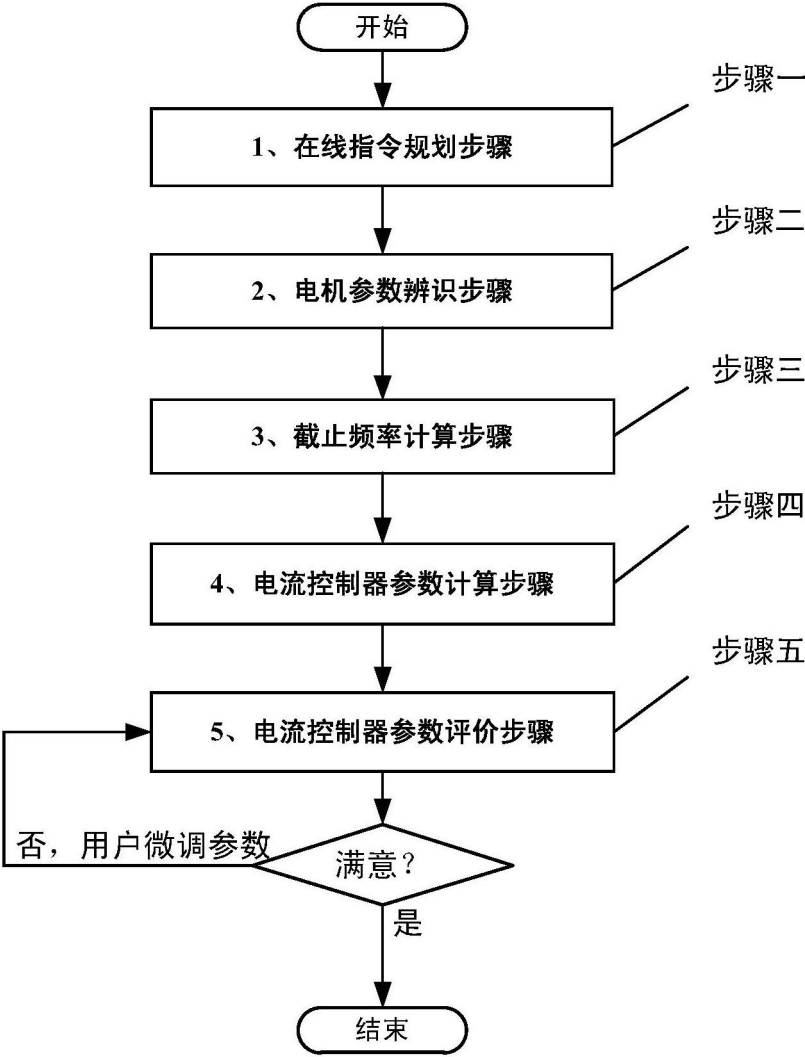 开始
步骤一
1、在线指令规划步骤
步骤二
2、电机参数辨识步骤
步骤三
3、截止频率计算步骤
步骤四
4、电流控制器参数计算步骤
步骤五
5、电流控制器参数评价步骤
否，用户微调参数
满意？
是
结束